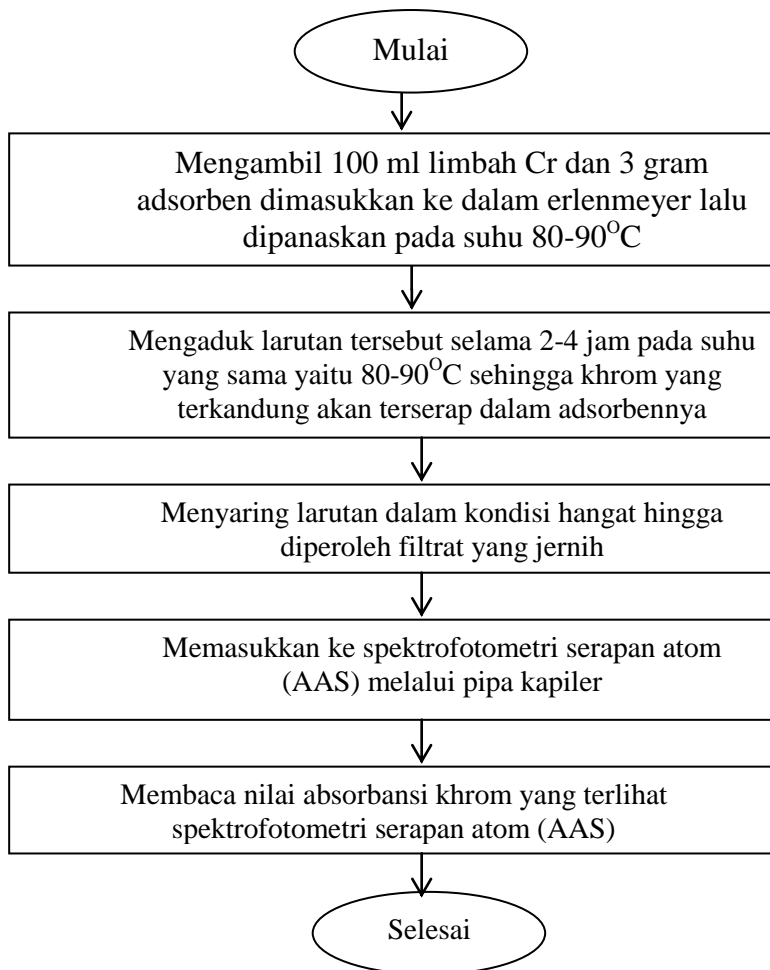 Mulai
Mengambil 100 ml limbah Cr dan 3 gram
adsorben dimasukkan ke dalam erlenmeyer lalu
dipanaskan pada suhu 80-90°C
Mengaduk larutan tersebut selama 2-4 jam pada suhu
yang sama yaitu 80-90°C sehingga khrom yang
terkandung akan terserap dalam adsorbennya
Menyaring larutan dalam kondisi hangat hingga
diperoleh filtrat yang jernih
Memasukkan ke spektrofotometri serapan atom
(AAS) melalui pipa kapiler
Membaca nilai absorbansi khrom yang terlihat
spektrofotometri serapan atom (AAS)
Selesai